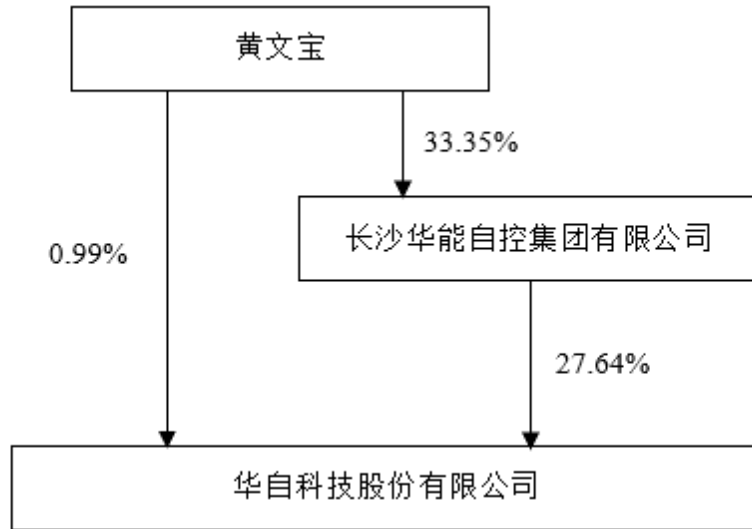 黄文宝
33.35%
长沙华能自控集团有限公司
0.99%
27.64%
华自科技股份有限公司